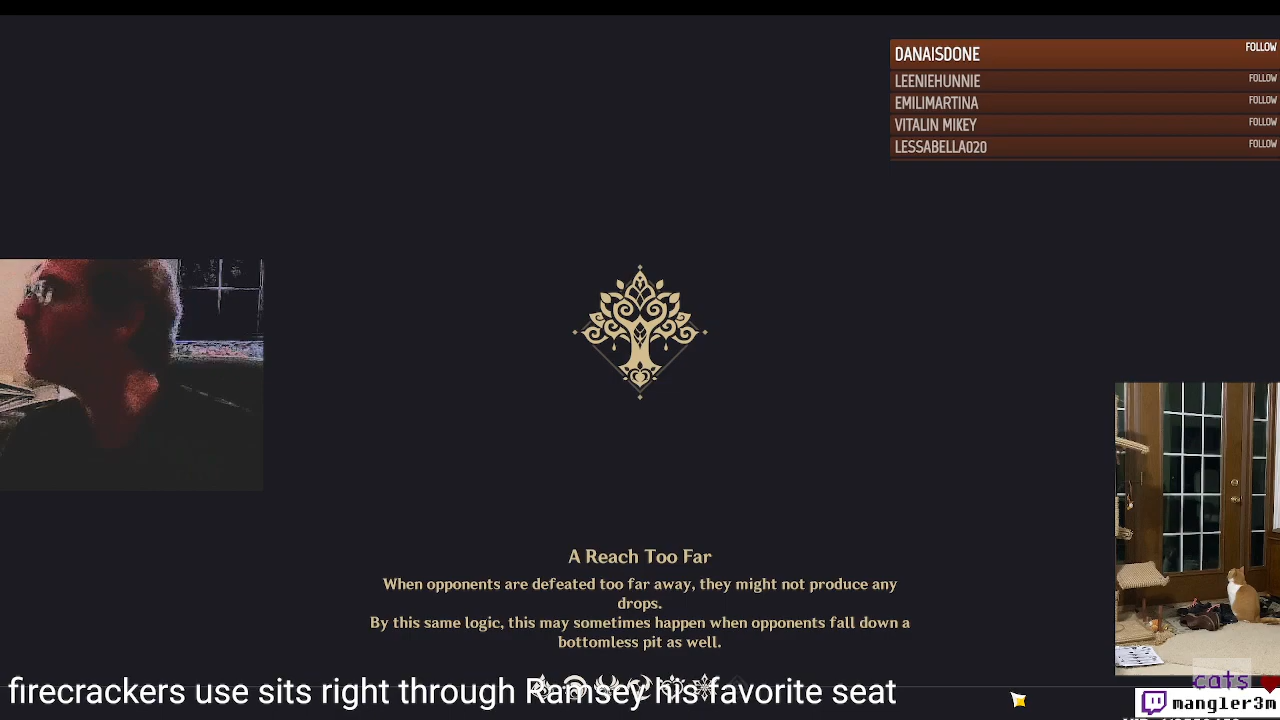 DANAISDONE FOLLOW
LEENIEHUNNIE FOLLOW
EMILIMARTINA FOLLOW
VITALIN MIKEY FOLLOW
LESSABELLA020 FOLLOW
A Reach Too Far
When opponents are defeated too far away, they might not produce any
drops.
By this same logic, this may sometimes happen when opponents fall down a
bottomless pit as well.
firecrackers use sits right through Ramsey his favorite seat
cats
mangler3m